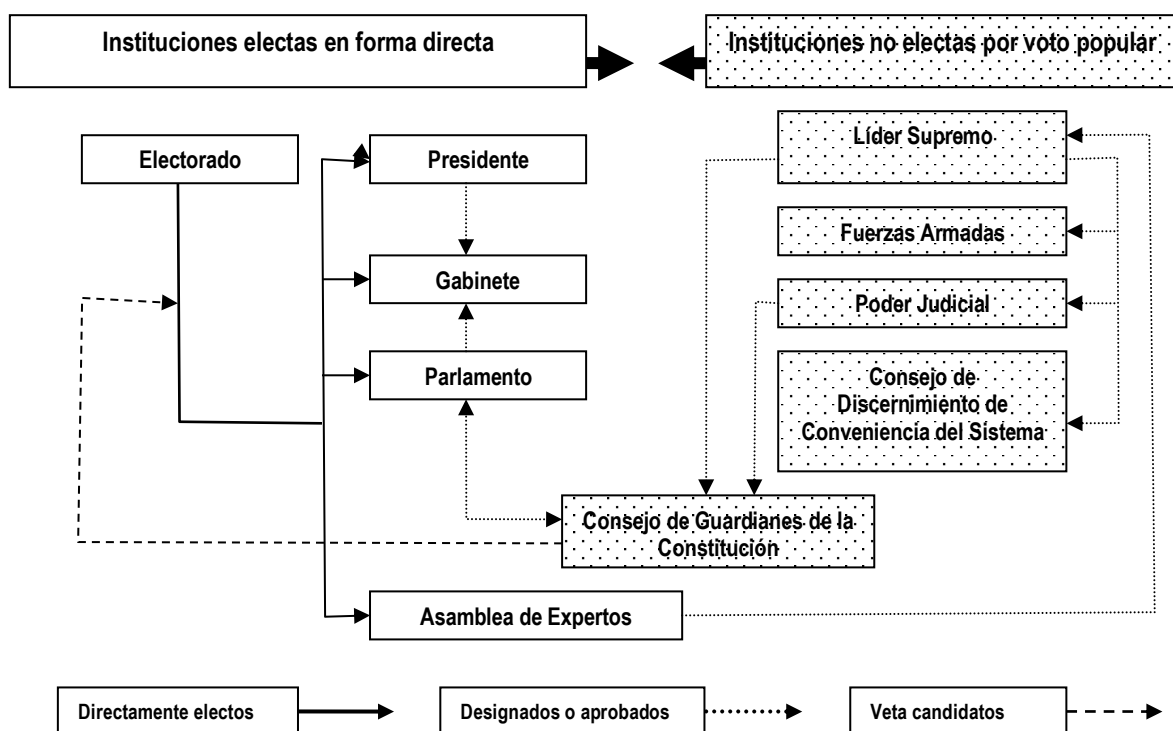 Instituciones electas en forma directa
Instituciones no electas por voto popular
Electorado
Presidente
Líder Supremo
Fuerzas Armadas
Gabinete
Poder Judicial
Parlamento
Consejo de
Discernimiento de
Conveniencia del Sistema
Consejo de Guardianes de la
Constitución
Asamblea de Expertos
Directamente electos
Designados o aprobados
Veta candidatos